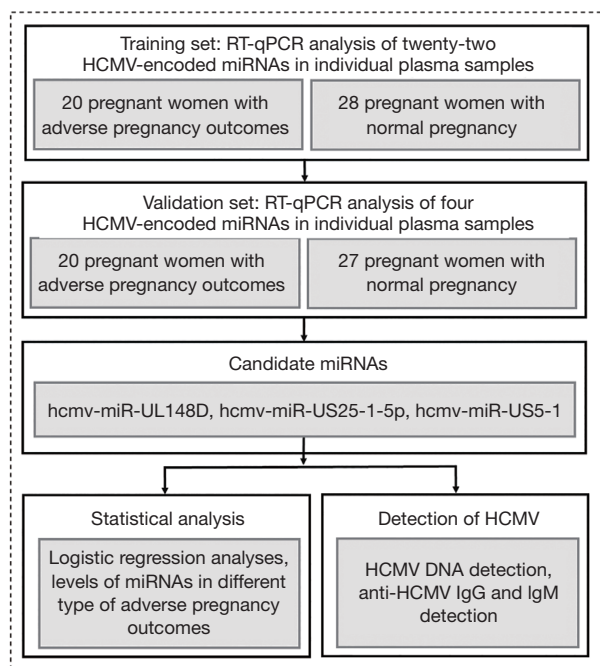 Training set: RT-qPCR analysis of twenty-two
HCMV-encoded miRNAs in individual plasma samples
20 pregnant women with
adverse pregnancy outcomes
28 pregnant women with
normal pregnancy
Validation set: RT-qPCR analysis of four
HCMV-encoded miRNAs in individual plasma samples
20 pregnant women with
adverse pregnancy outcomes
27 pregnant women with
normal pregnancy
Candidate miRNAs
hcmv-miR-UL148D, hcmv-miR-US25-1-5p, hcmv-miR-US5-1
Statistical analysis
Logistic regression analyses,
levels of miRNAs in different
type of adverse pregnancy
outcomes
Detection of HCMV
HCMV DNA detection,
anti-HCMV IgG and IgM
detection